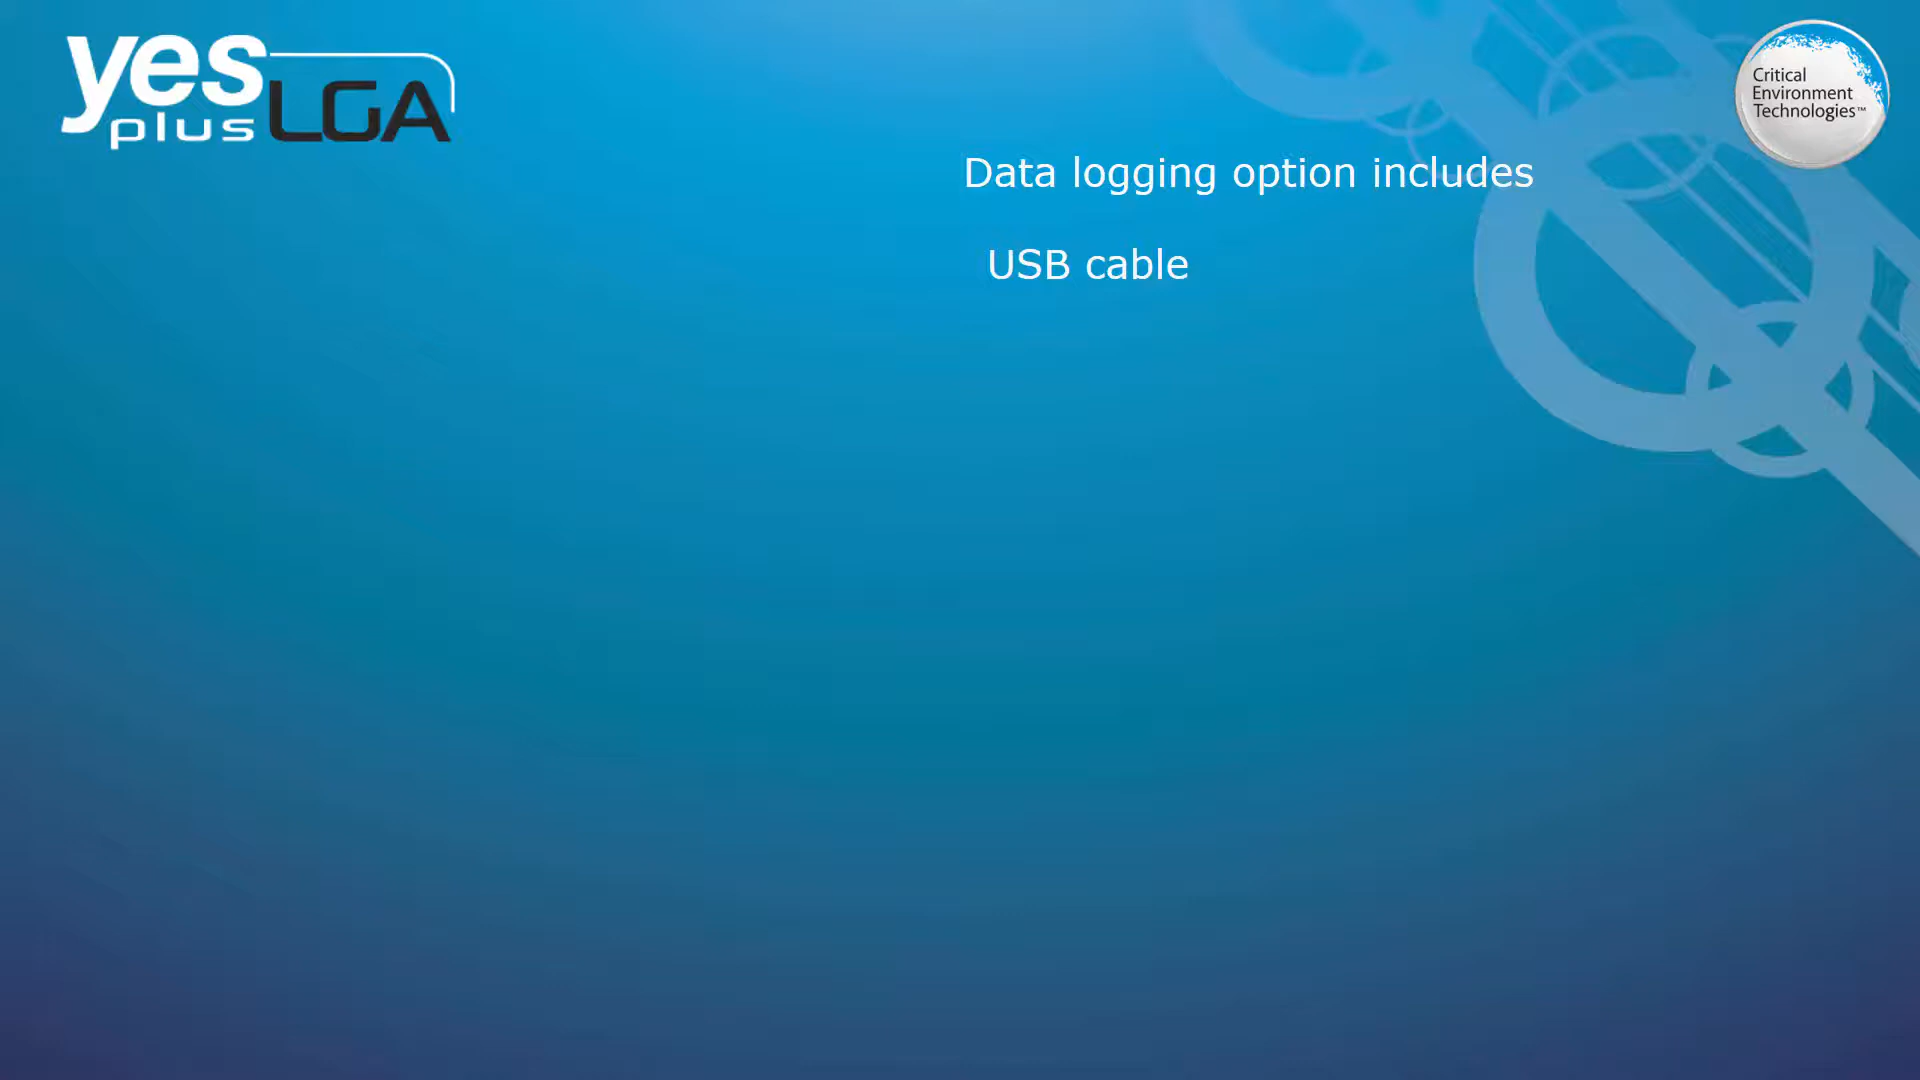 yes
plus LGA
Critical
Environment
Technologies™
Data logging option includes
USB cable